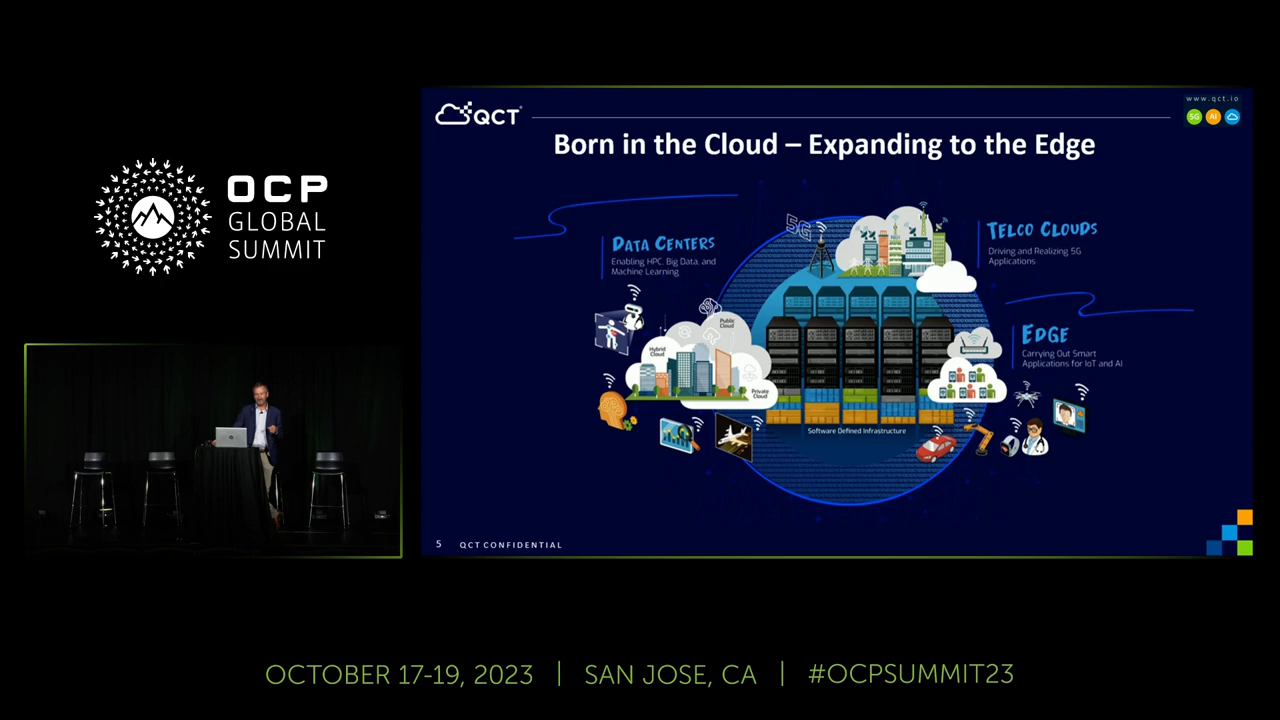 OCP
GLOBAL
SUMMIT
QCT
www.qct.io
5G
AI
Born in the Cloud – Expanding to the Edge
5G
DATA CENTERS
Enabling HPC, Big Data, and
Machine Learning
TELCO CLOUDS
Driving and Realizing 5G
Applications
EDGE
Carrying Out Smart
Applications for IoT and AI
Public
Cloud
Hybrid
Cloud
Private
Cloud
Software Defined Infrastructure
5 QCT CONFIDENTIAL
OCTOBER 17-19, 2023 | SAN JOSE, CA | #OCPSUMMIT23